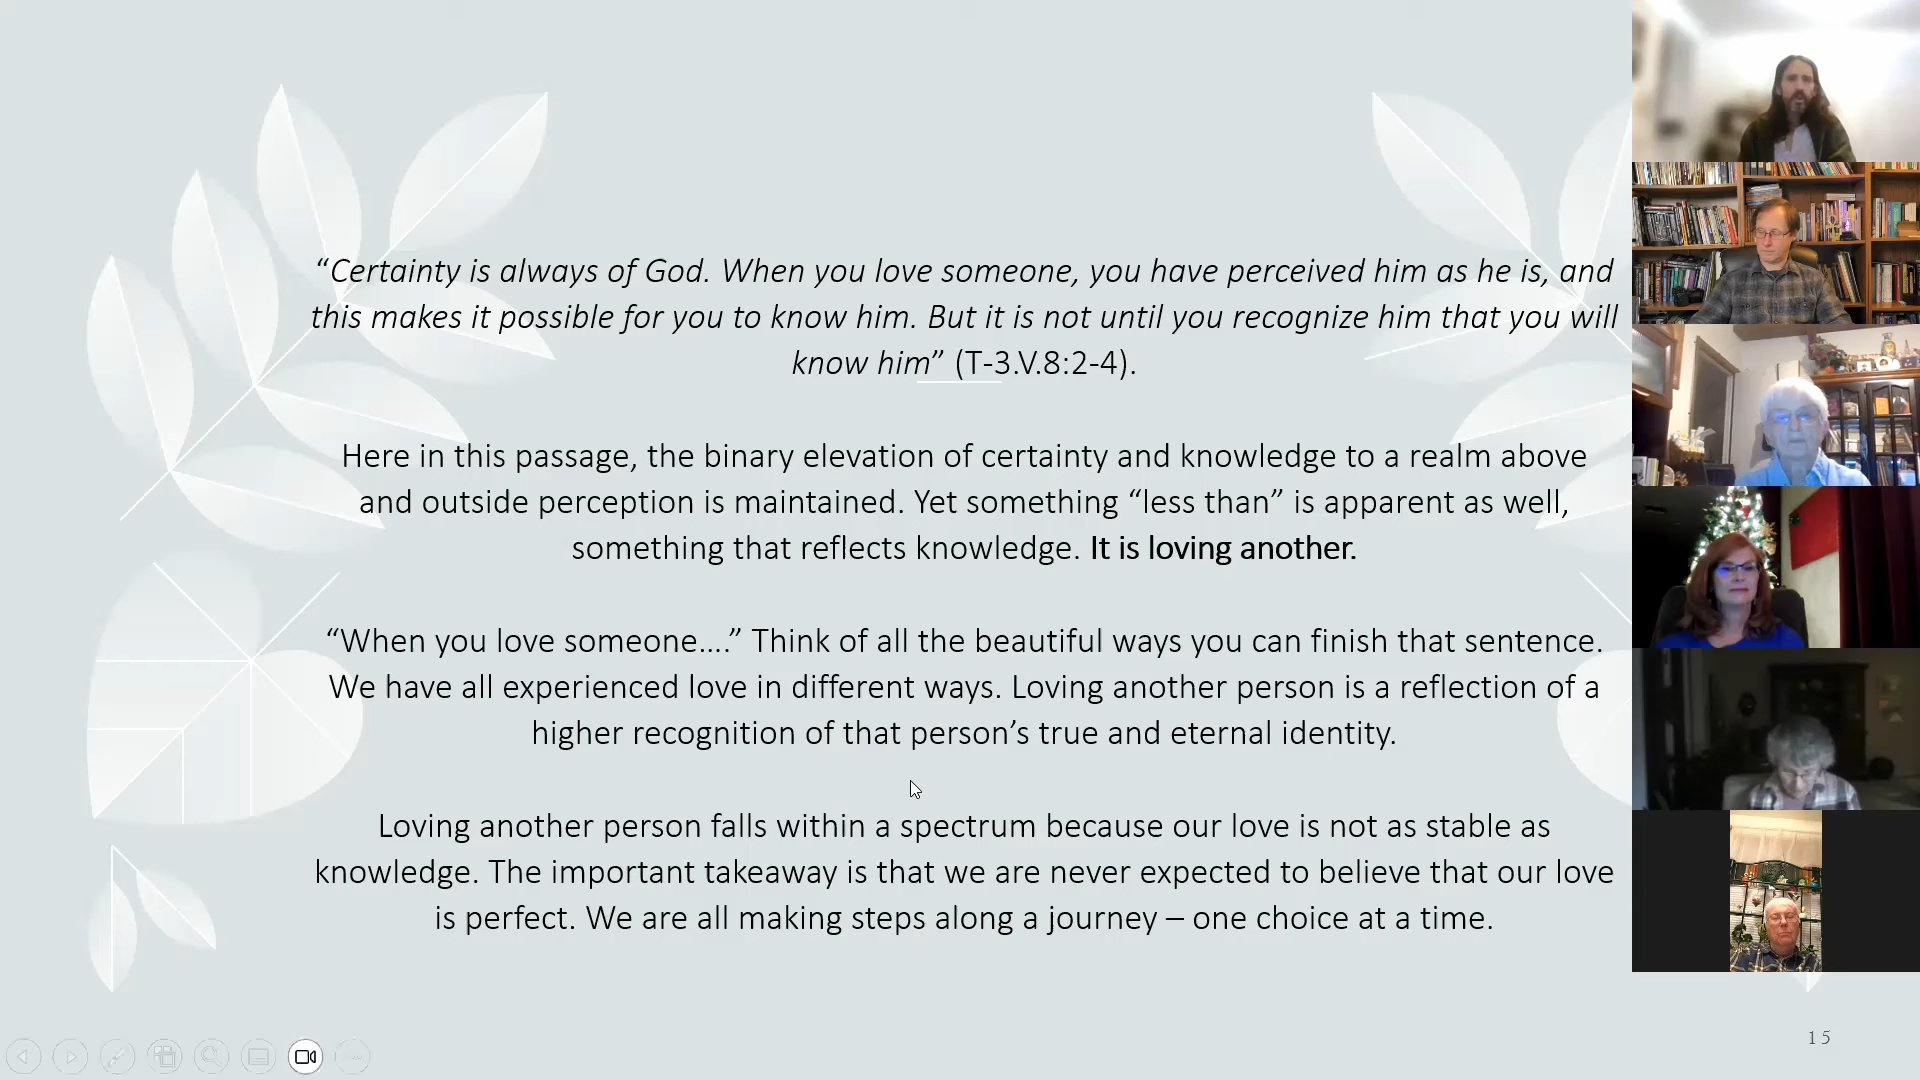 “Certainty is always of God. When you love someone, you have perceived him as he is, and
this makes it possible for you to know him. But it is not until you recognize him that you will
know him” (T-3.V.8:2-4).
Here in this passage, the binary elevation of certainty and knowledge to a realm above
and outside perception is maintained. Yet something “less than” is apparent as well,
something that reflects knowledge. It is loving another.
“When you love someone....” Think of all the beautiful ways you can finish that sentence.
We have all experienced love in different ways. Loving another person is a reflection of a
higher recognition of that person’s true and eternal identity.
Loving another person falls within a spectrum because our love is not as stable as
knowledge. The important takeaway is that we are never expected to believe that our love
is perfect. We are all making steps along a journey – one choice at a time.
15